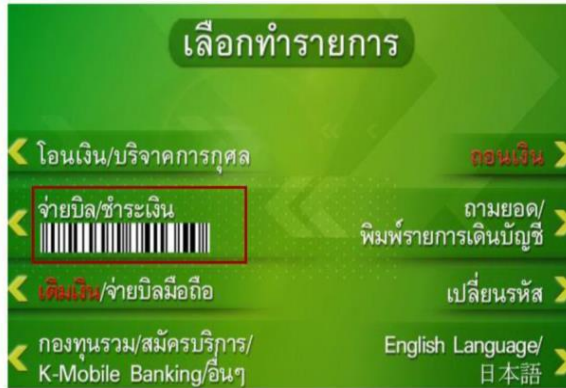 เลือกทำรายการ
โอนเงิน/บริจาคการกุศล
ถอนเงิน
จ่ายบิล/ชำระเงิน
ถามยอด/
พิมพ์รายการเดินบัญชี
เติมเงิน/จ่ายบิลมือถือ
เปลี่ยนรหัส
กองทุนรวม/สมัครบริการ/
K-Mobile Banking/อื่นๆ
English Language/
日本語